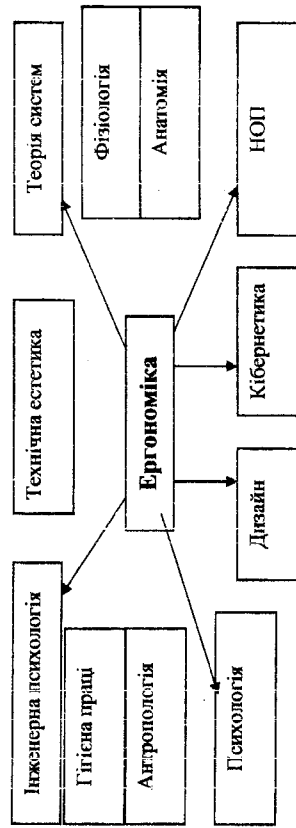 Інженерна психологія
Технічна естетика
Теорія систем
Гігієна праці
Антропологія
Ергономіка
Фізіологія
Анатомія
Психологія
Дизайн
Кібернетика
НОП